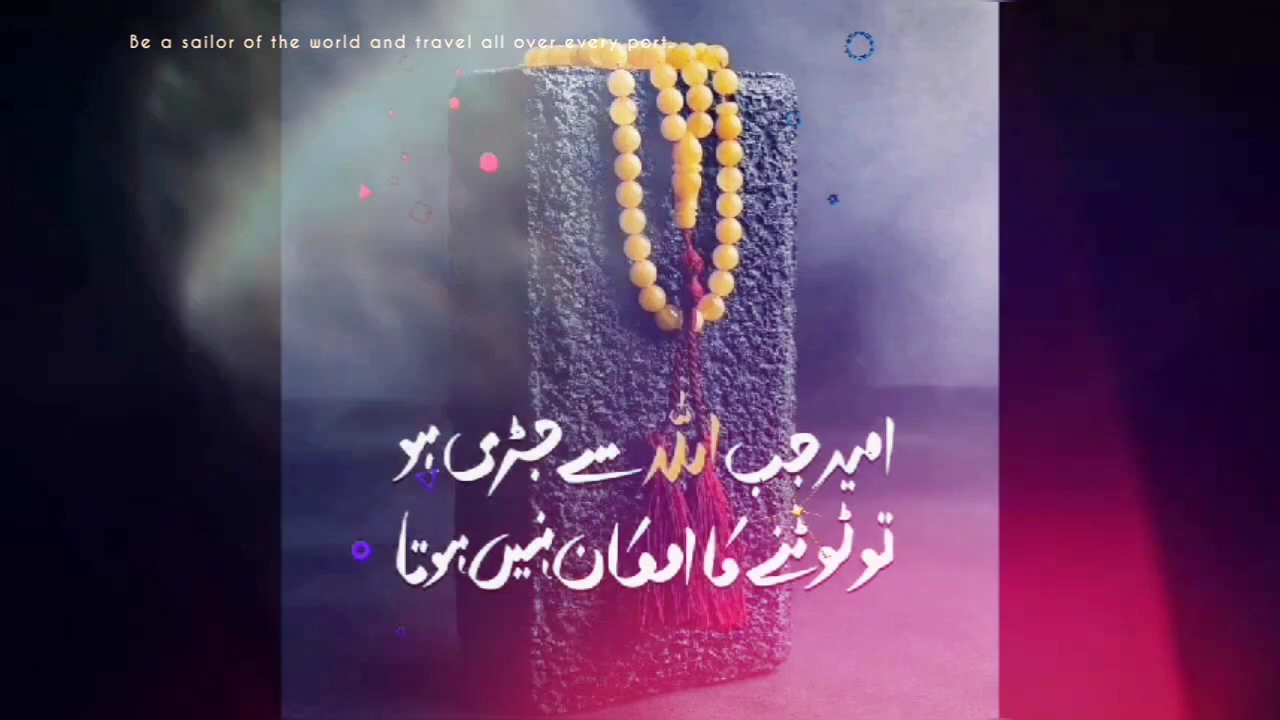 Be a sailor of the world and travel all over every port.
امید جب اللہ سے جڑی ہو
تو ٹوٹنے کا امکان نہیں ہوتا